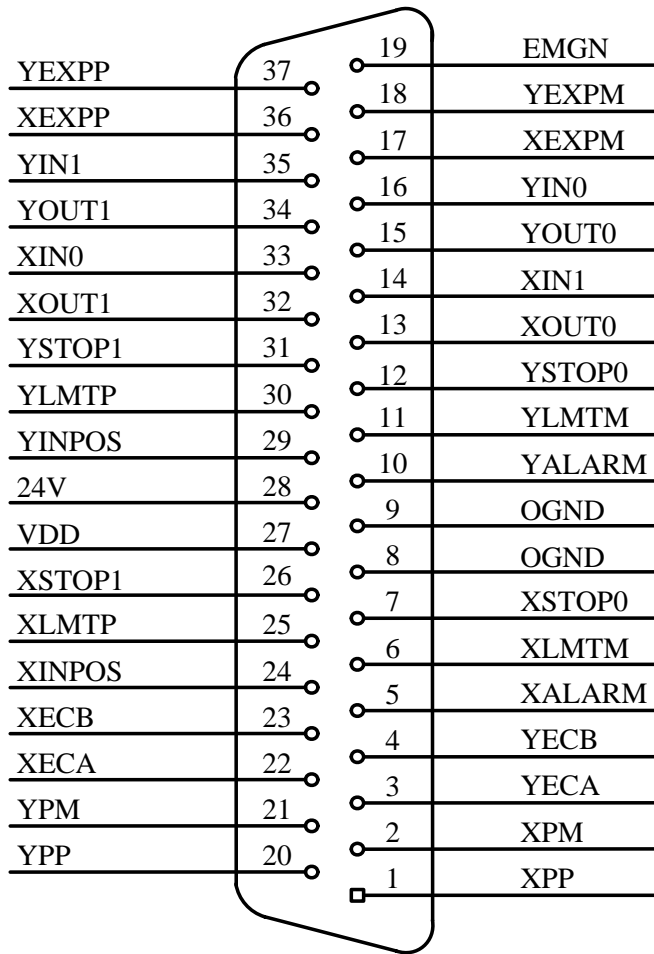 19 EMGN
YEXPP 37
18 YEXPM
XEXPP 36
17 XEXPM
YIN1 35
16 YIN0
YOUT1 34
15 YOUT0
XIN0 33
14 XIN1
XOUT1 32
13 XOUT0
YSTOP1 31
12 YSTOP0
YLMTP 30
11 YLMTM
YINPOS 29
10 YALARM
24V 28
9 OGND
VDD 27
8 OGND
XSTOP1 26
7 XSTOP0
XLMTP 25
6 XLMTM
XINPOS 24
5 XALARM
XECB 23
4 YECB
XECA 22
3 YECA
YPM 21
2 XPM
YPP 20
1 XPP